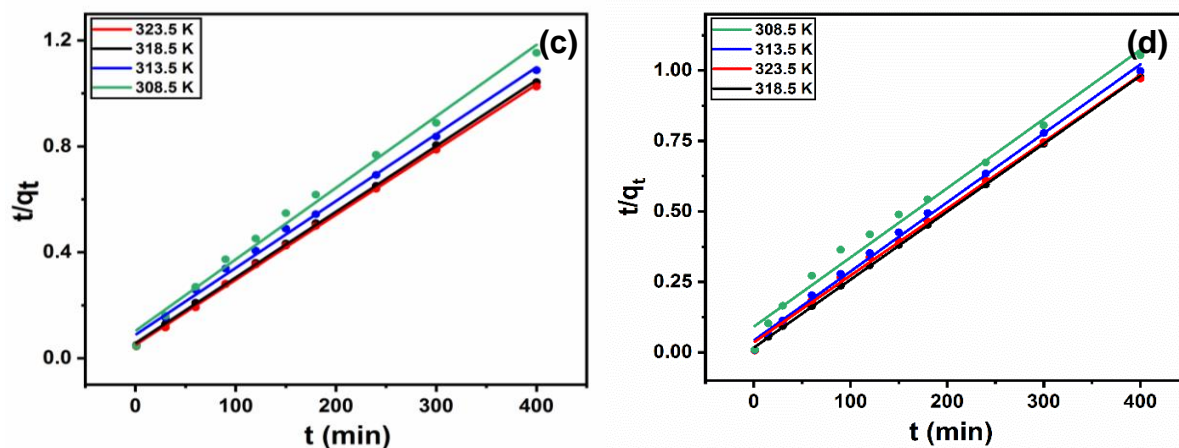 (c)
323.5 K
318.5 K
313.5 K
308.5 K
1.2
0.8
0.4
0.0
t/qt
0 100 200 300 400
t (min)
(d)
308.5 K
313.5 K
323.5 K
318.5 K
1.00
0.75
0.50
0.25
0.00
t/qt
0 100 200 300 400
t (min)